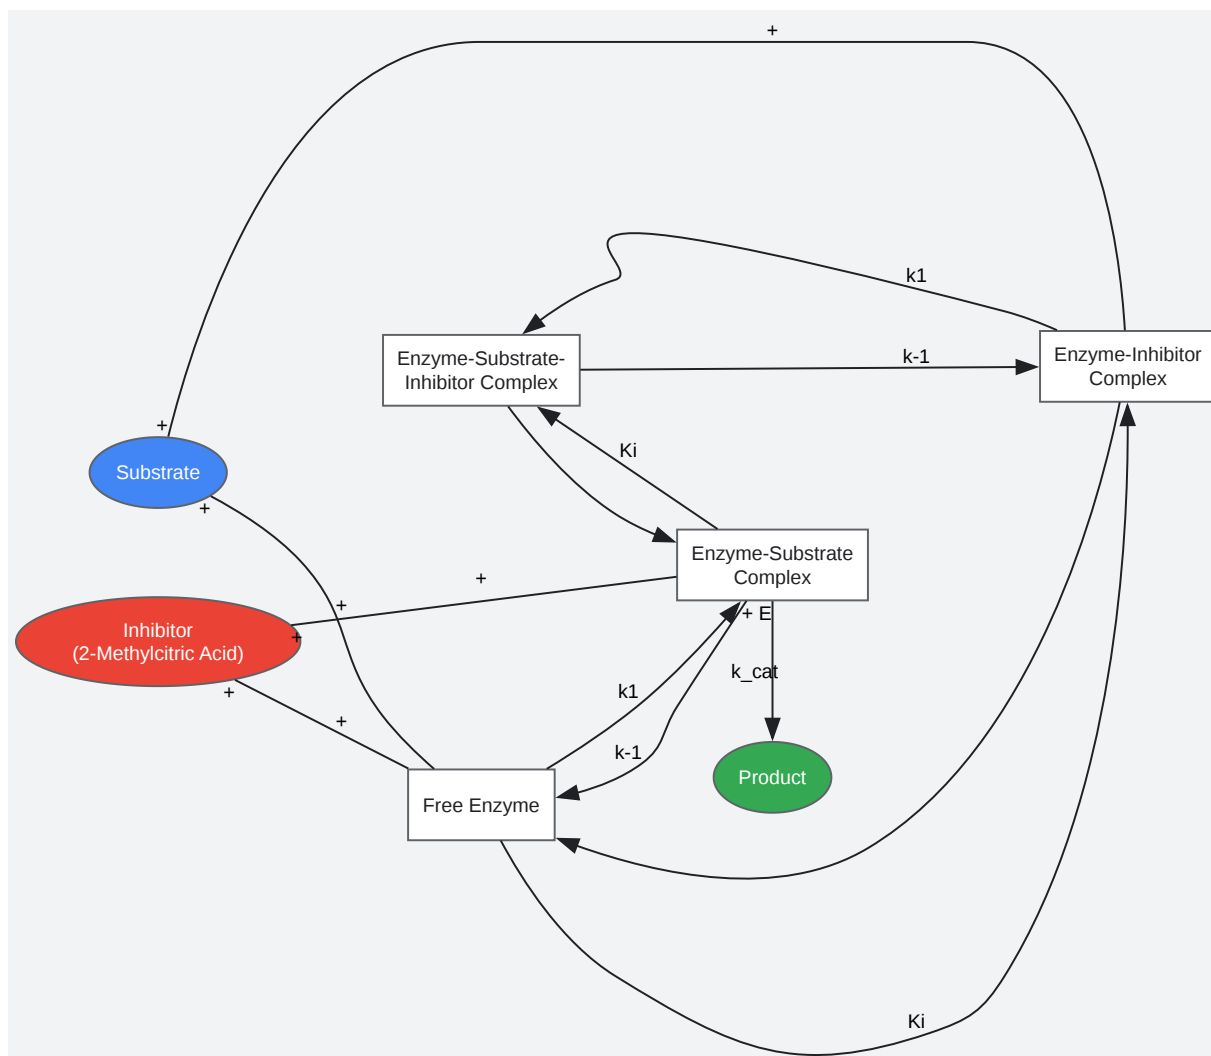 +
k1
Enzyme-Substrate-
Inhibitor Complex
k-1
Enzyme-Inhibitor
Complex
+
Ki
Substrate
+
Enzyme-Substrate
Complex
+
+
+ E
Inhibitor
(2-Methylcitric Acid)
+
k_cat
+
k1
+
k-1
Product
Free Enzyme
Ki